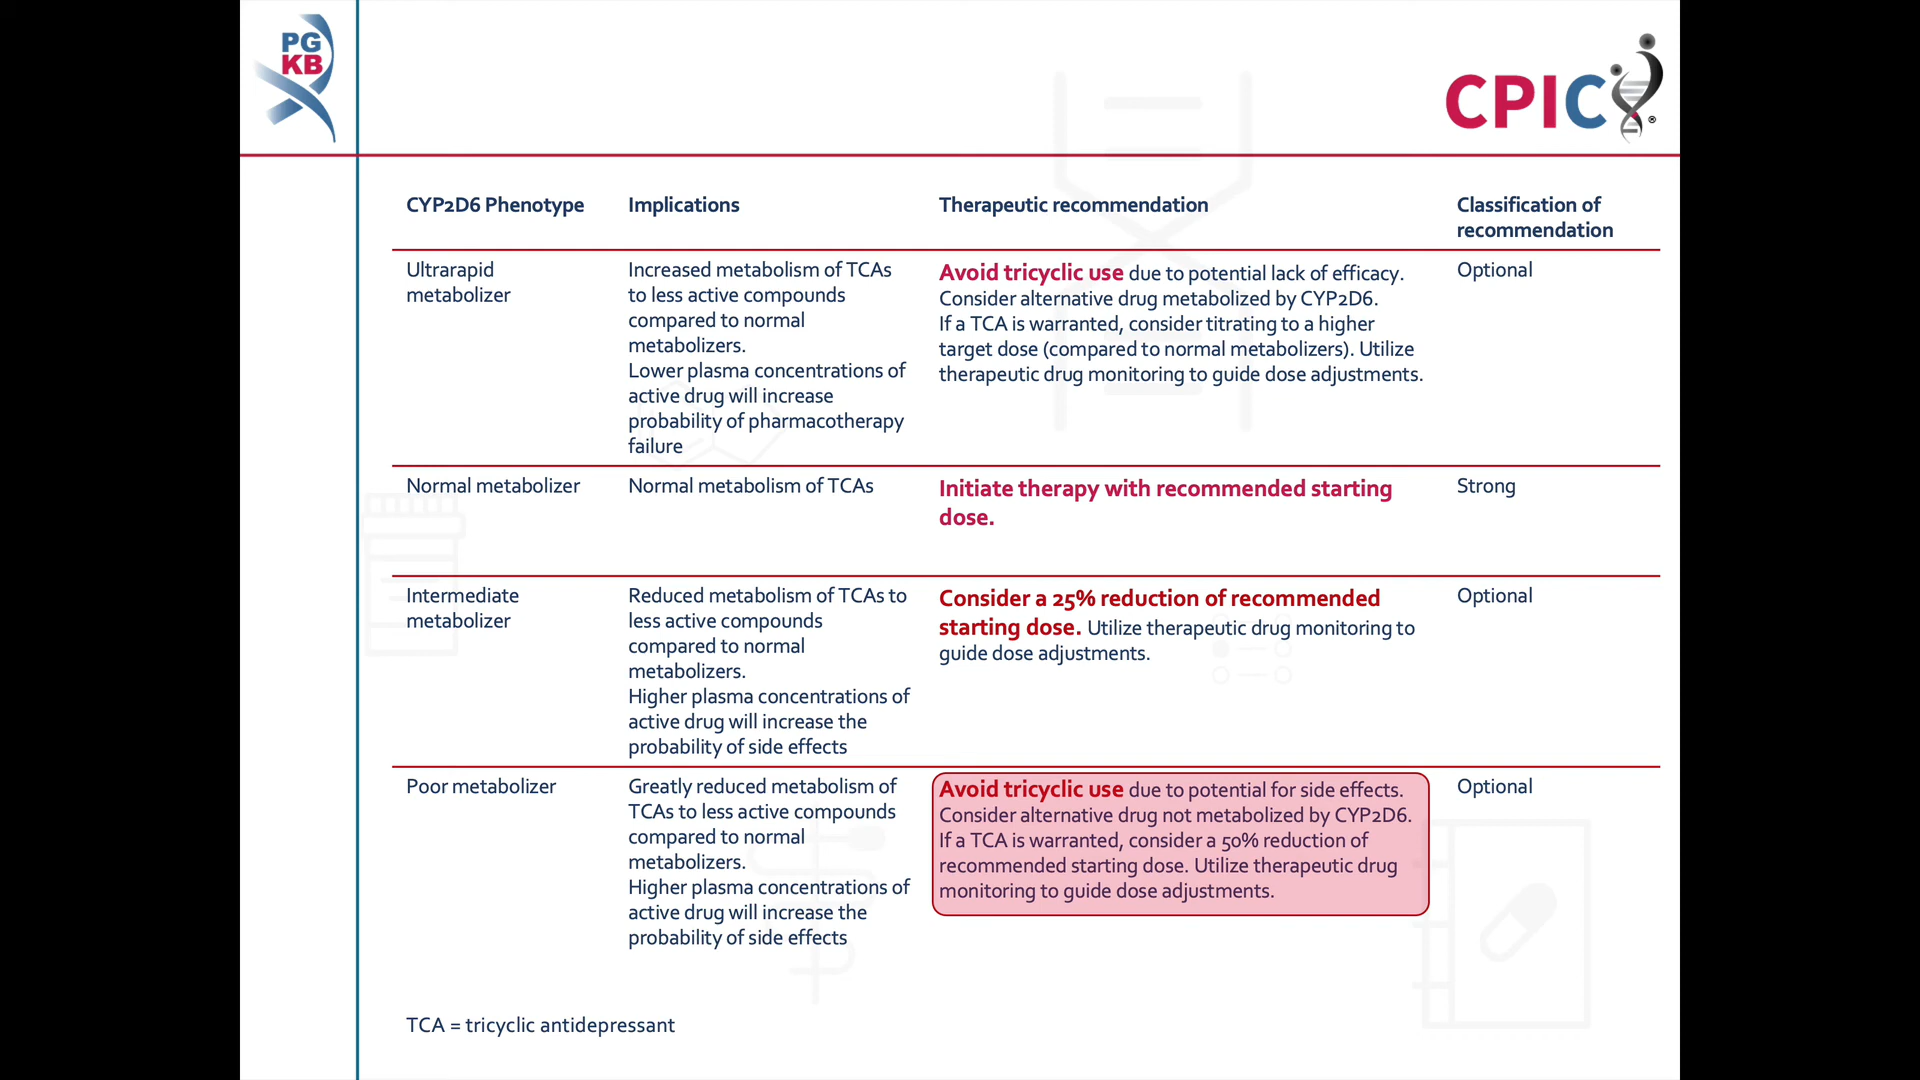 PG
KB
CPIC®
CYP2D6 Phenotype
Implications
Therapeutic recommendation
Classification of
recommendation
Ultrarapid
metabolizer
Increased metabolism of TCAs
to less active compounds
compared to normal
metabolizers.
Lower plasma concentrations of
active drug will increase
probability of pharmacotherapy
failure
Avoid tricyclic use due to potential lack of efficacy.
Consider alternative drug metabolized by CYP2D6.
If a TCA is warranted, consider titrating to a higher
target dose (compared to normal metabolizers). Utilize
therapeutic drug monitoring to guide dose adjustments.
Optional
Normal metabolizer
Normal metabolism of TCAs
Initiate therapy with recommended starting
dose.
Strong
Intermediate
metabolizer
Reduced metabolism of TCAs to
less active compounds
compared to normal
metabolizers.
Higher plasma concentrations of
active drug will increase the
probability of side effects
Consider a 25% reduction of recommended
starting dose. Utilize therapeutic drug monitoring to
guide dose adjustments.
Optional
Poor metabolizer
Greatly reduced metabolism of
TCAs to less active compounds
compared to normal
metabolizers.
Higher plasma concentrations of
active drug will increase the
probability of side effects
Avoid tricyclic use due to potential for side effects.
Consider alternative drug not metabolized by CYP2D6.
If a TCA is warranted, consider a 50% reduction of
recommended starting dose. Utilize therapeutic drug
monitoring to guide dose adjustments.
Optional
TCA = tricyclic antidepressant